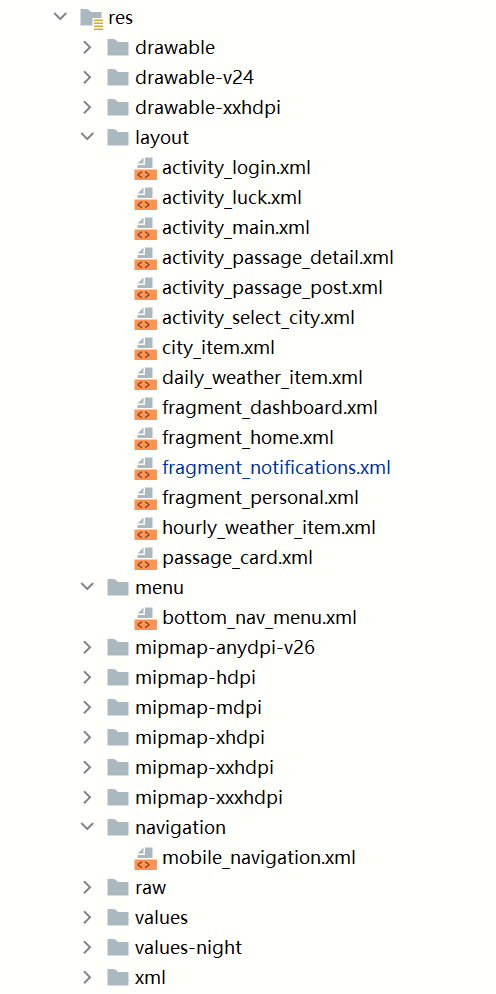 res
drawable
drawable-v24
drawable-xxhdpi
layout
activity_login.xml
activity_luck.xml
activity_main.xml
activity_passage_detail.xml
activity_passage_post.xml
activity_select_city.xml
city_item.xml
daily_weather_item.xml
fragment_dashboard.xml
fragment_home.xml
fragment_notifications.xml
fragment_personal.xml
hourly_weather_item.xml
passage_card.xml
menu
bottom_nav_menu.xml
mipmap-anydpi-v26
mipmap-hdpi
mipmap-mdpi
mipmap-xhdpi
mipmap-xxhdpi
mipmap-xxxhdpi
navigation
mobile_navigation.xml
raw
values
values-night
xml